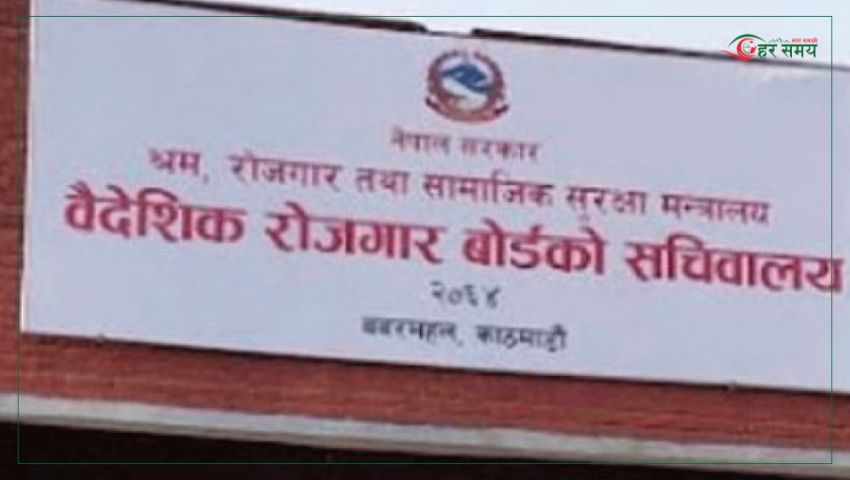 हर समय
नेपाल सरकार
श्रम, रोजगार तथा सामाजिक सुरक्षा मन्त्रालय
वैदेशिक रोजगार बोर्डको सचिवालय
२०६४
बबरमहल, काठमाडौं